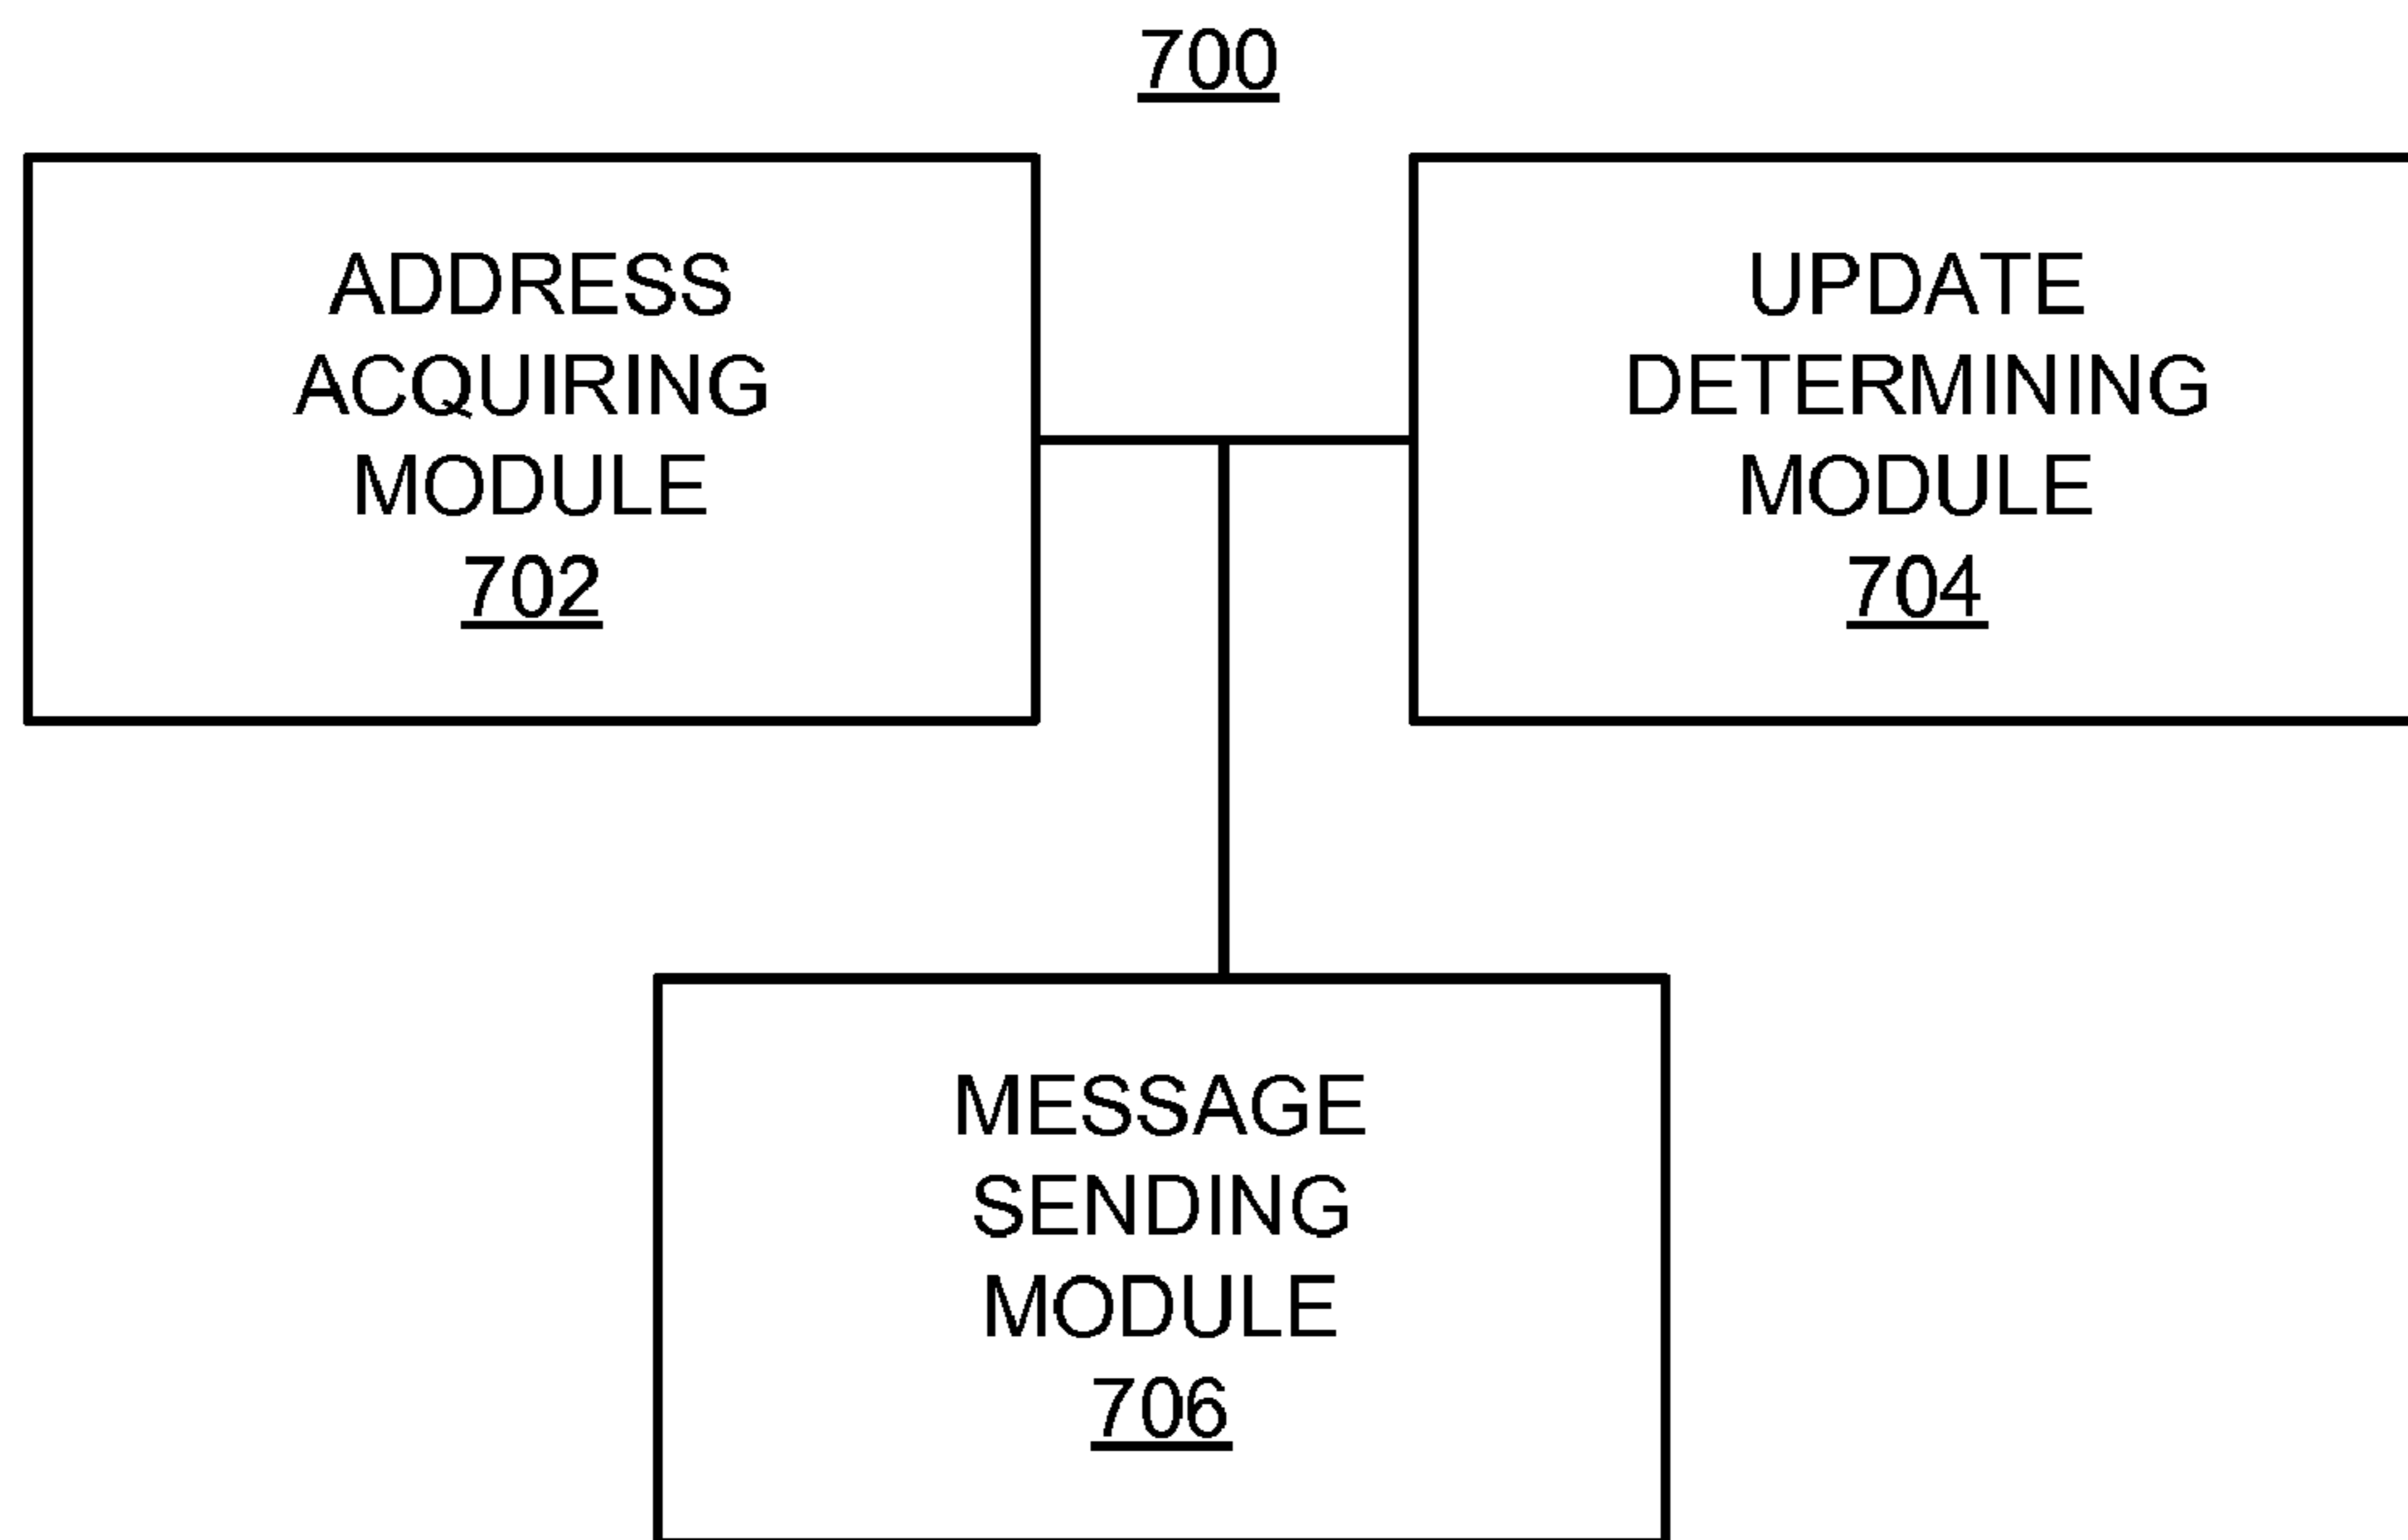 700
ADDRESS
ACQUIRING
MODULE
702
UPDATE
DETERMINING
MODULE
704
MESSAGE
SENDING
MODULE
706